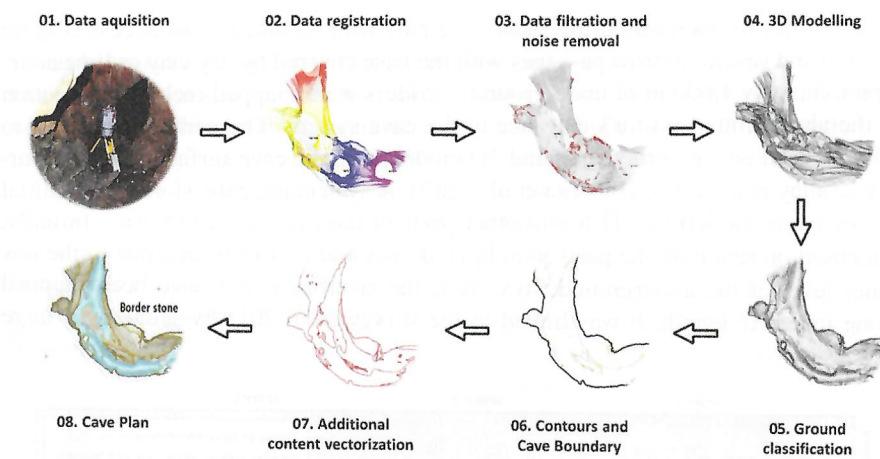 01. Data aquisition
02. Data registration
03. Data filtration and
noise removal
04. 3D Modelling
Border stone
08. Cave Plan
07. Additional
content vectorization
06. Contours and
Cave Boundary
05. Ground
classification